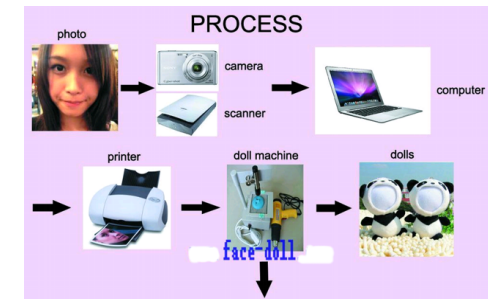 PROCESS
photo
camera
scanner
computer
printer
doll machine
dolls
face-doll